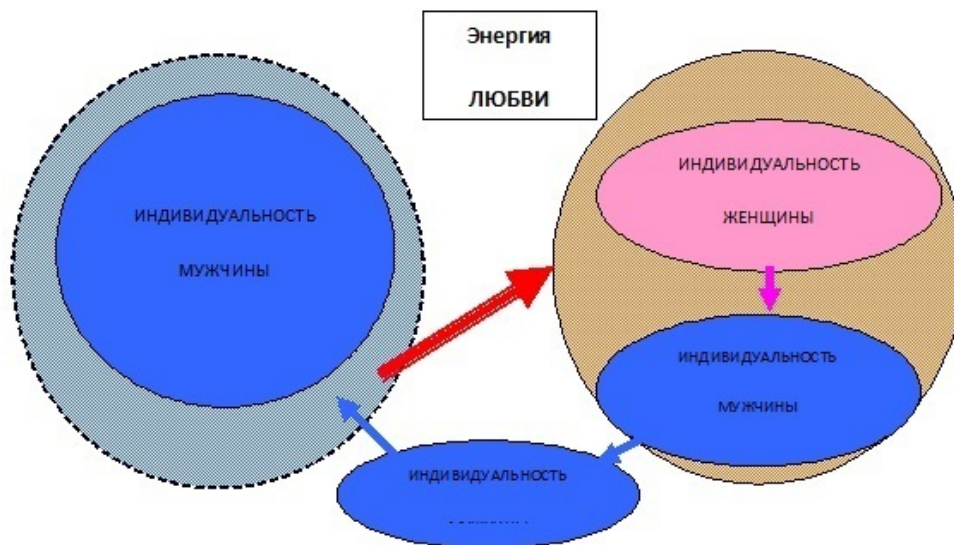 Энергия
ЛЮБВИ
ИНДИВИДУАЛЬНОСТЬ
МУЖЧИНЫ
ИНДИВИДУАЛЬНОСТЬ
ЖЕНЩИНЫ
ИНДИВИДУАЛЬНОСТЬ
МУЖЧИНЫ
ИНДИВИДУАЛЬНОСТЬ